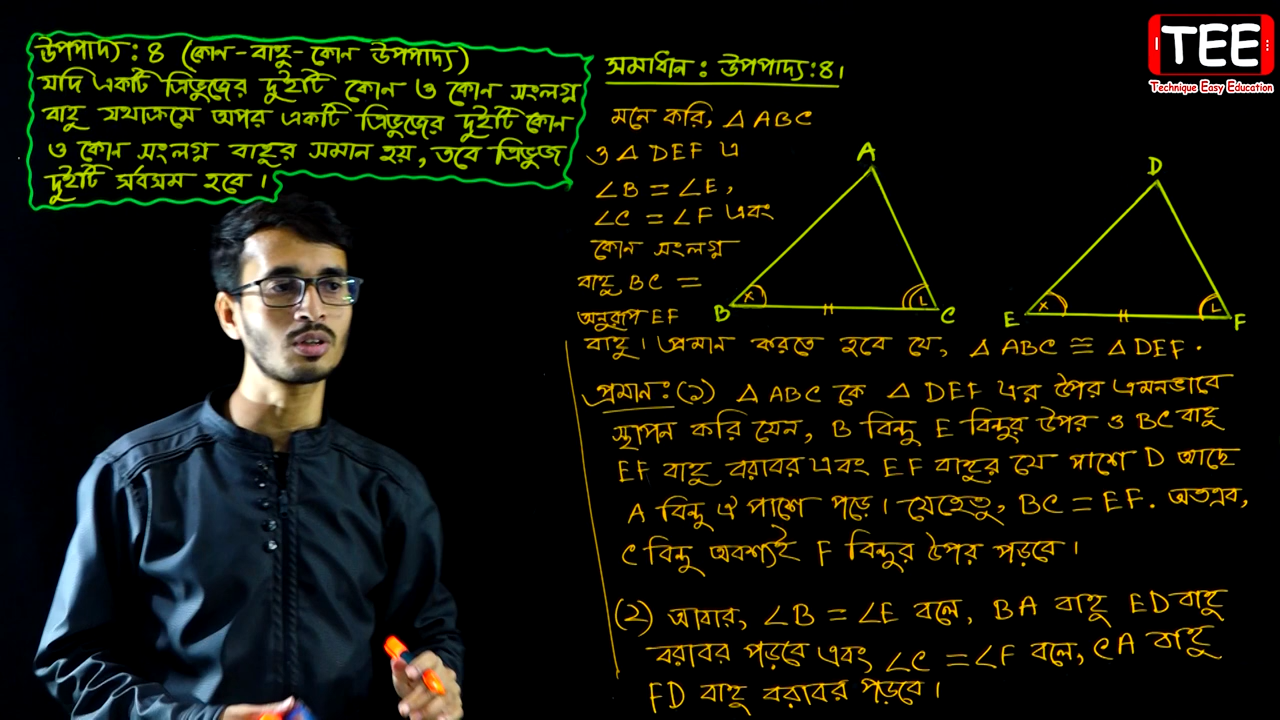 উপপাদ্য : ৪ (কোন - বাহু - কোন উপপাদ্য)
যদি একটি ত্রিভুজের দুইটি কোন ও কোন সংলগ্ন
বাহু যথাক্রমে অপর একটি ত্রিভুজের দুইটি কোন
ও কোন সংলগ্ন বাহুর সমান হয়, তবে ত্রিভুজ
দুইটি সর্বসম হবে।
TEE
Technique Easy Education
সমাধান : উপপাদ্য : ৪।
মনে করি, △ ABC
ও △ DEF এ
∠B = ∠E,
∠C = ∠F এবং
কোন সংলগ্ন
বাহু BC =
অনুরূপ EF
বাহু। প্রমান করতে হবে যে, △ ABC ≅ △ DEF.
A
B
x
L
C
D
E
x
L
F
প্রমান : (১) △ ABC কে △ DEF এর উপর এমনভাবে
স্থাপন করি যেন, B বিন্দু E বিন্দুর উপর ও BC বাহু
EF বাহু বরাবর এবং EF বাহুর যে পাশে D আছে
A বিন্দু ঐ পাশে পড়ে। যেহেতু, BC = EF. অতএব,
C বিন্দু অবশ্যই F বিন্দুর উপর পড়বে।
(২) আবার, ∠B = ∠E বলে, BA বাহু ED বাহু
বরাবর পড়বে এবং ∠C = ∠F বলে, CA বাহু
FD বাহু বরাবর পড়বে।